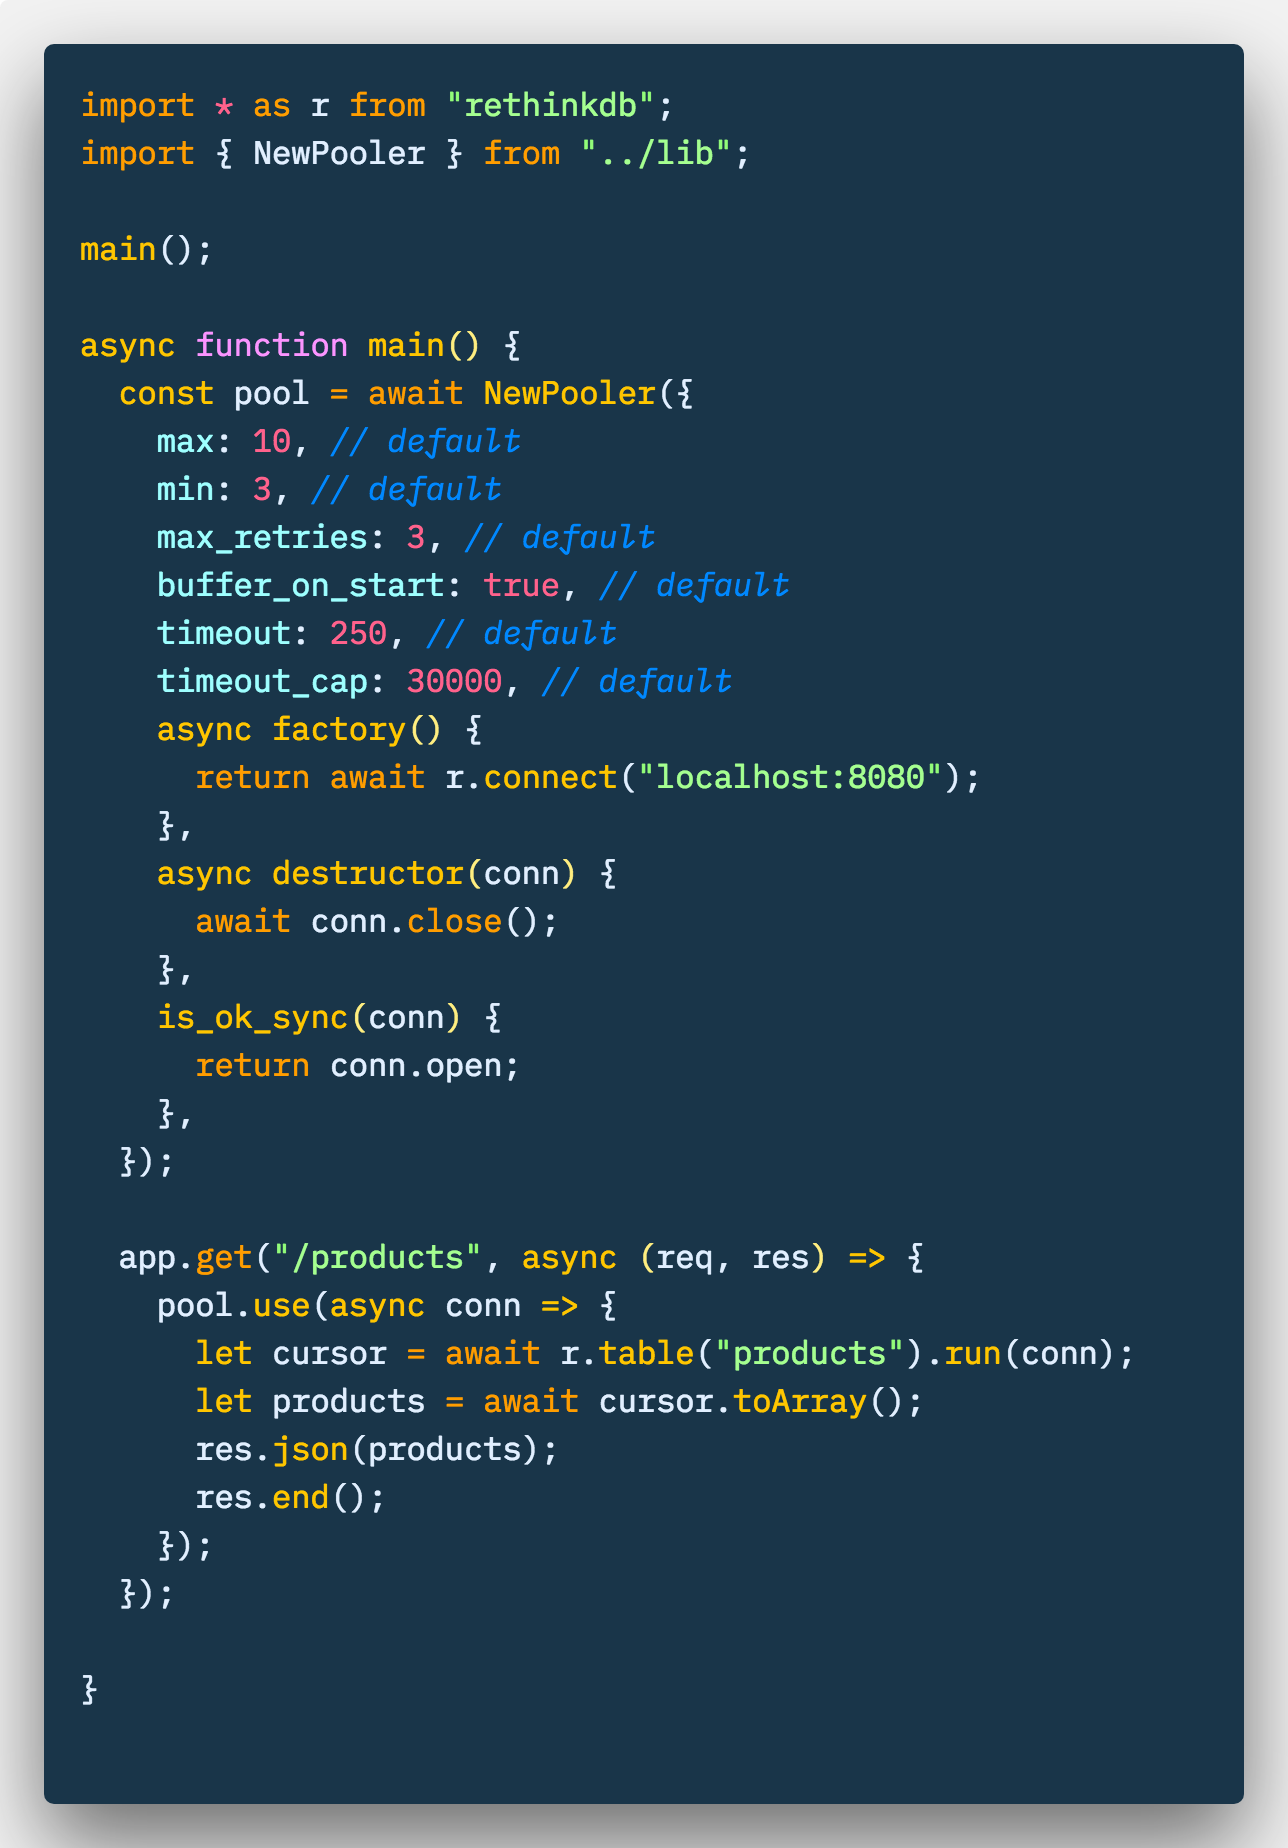 import * as r from "rethinkdb";
import { NewPooler } from "../lib";

main();

async function main() {
  const pool = await NewPooler({
    max: 10, // default
    min: 3, // default
    max_retries: 3, // default
    buffer_on_start: true, // default
    timeout: 250, // default
    timeout_cap: 30000, // default
    async factory() {
      return await r.connect("localhost:8080");
    },
    async destructor(conn) {
      await conn.close();
    },
    is_ok_sync(conn) {
      return conn.open;
    },
  });

  app.get("/products", async (req, res) => {
    pool.use(async conn => {
      let cursor = await r.table("products").run(conn);
      let products = await cursor.toArray();
      res.json(products);
      res.end();
    });
  });

}